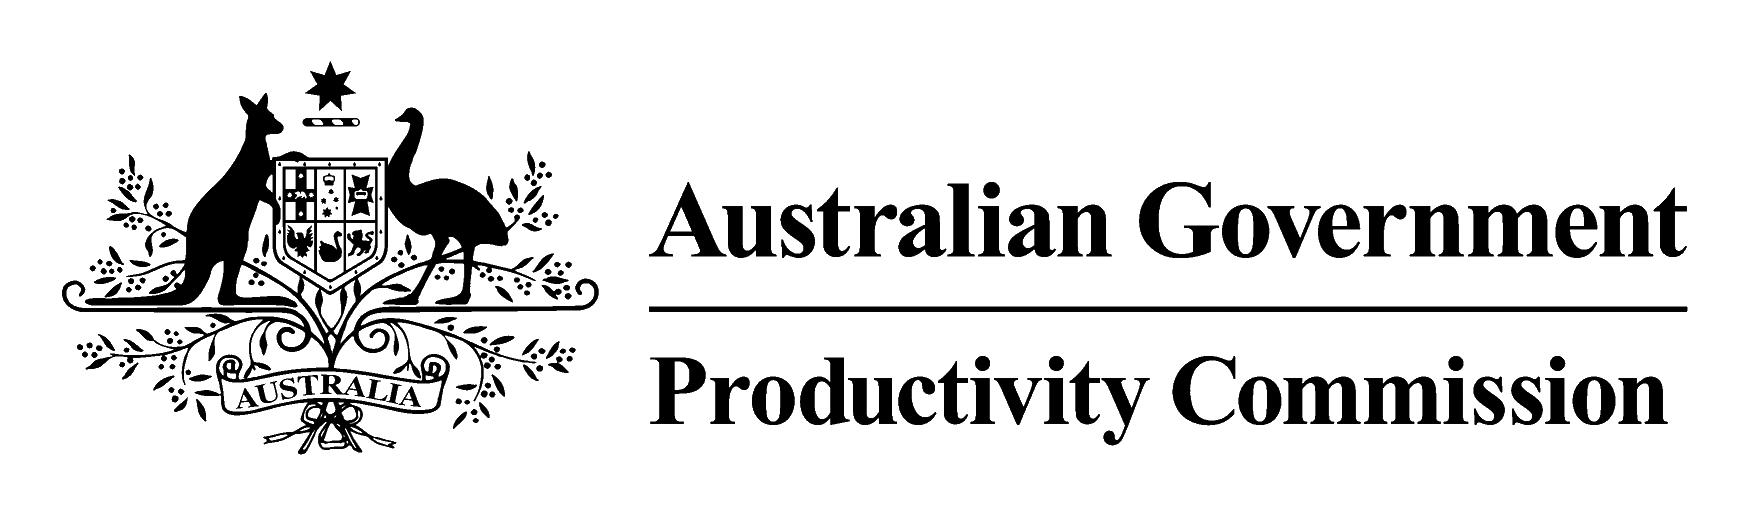 AUSTRALIA
Australian Government
Productivity Commission